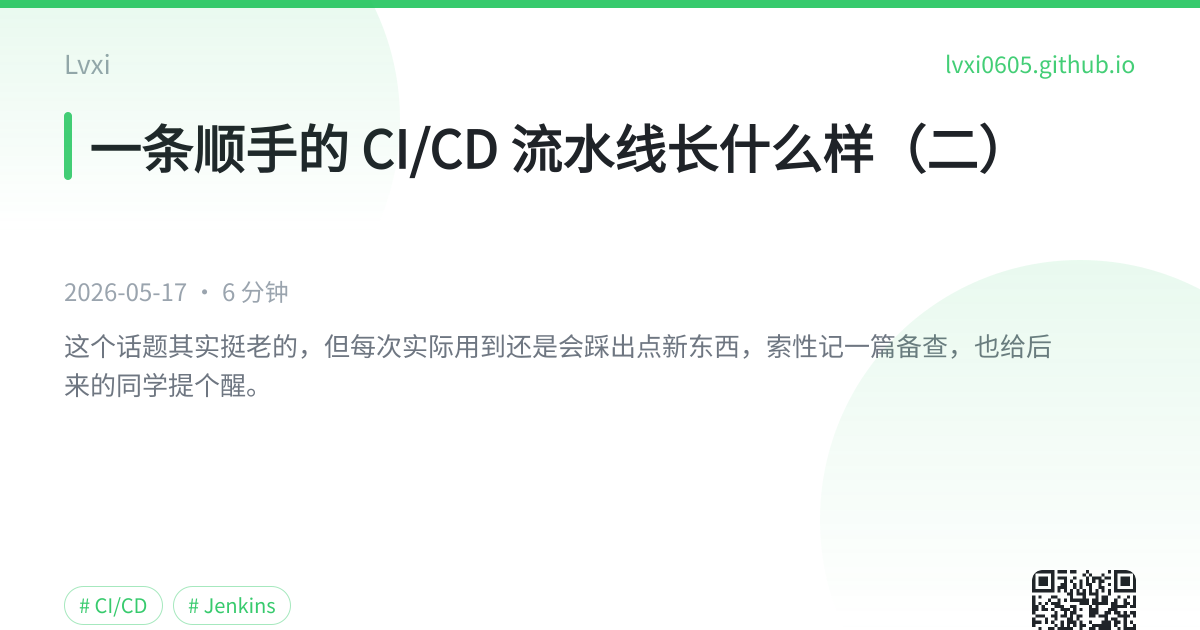 Lvxi
lvxi0605.github.io
一条顺手的 CI/CD 流水线长什么样（二）
2026-05-17 · 6 分钟
这个话题其实挺老的，但每次实际用到还是会踩出点新东西，索性记一篇备查，也给后
来的同学提个醒。
# CI/CD
# Jenkins